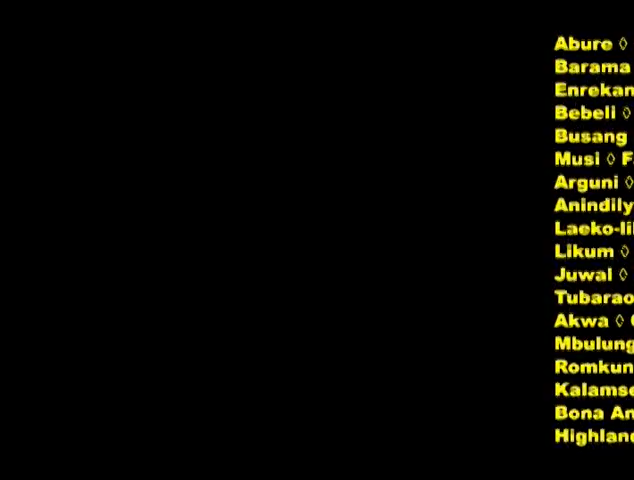 Abure ◊
Barama
Enrekan
Bebeli ◊
Busang
Musi ◊ F
Arguni ◊
Anindily
Laeko-li
Likum ◊
Juwal ◊
Tubarao
Akwa ◊
Mbulung
Romkun
Kalamse
Bona An
Highlan